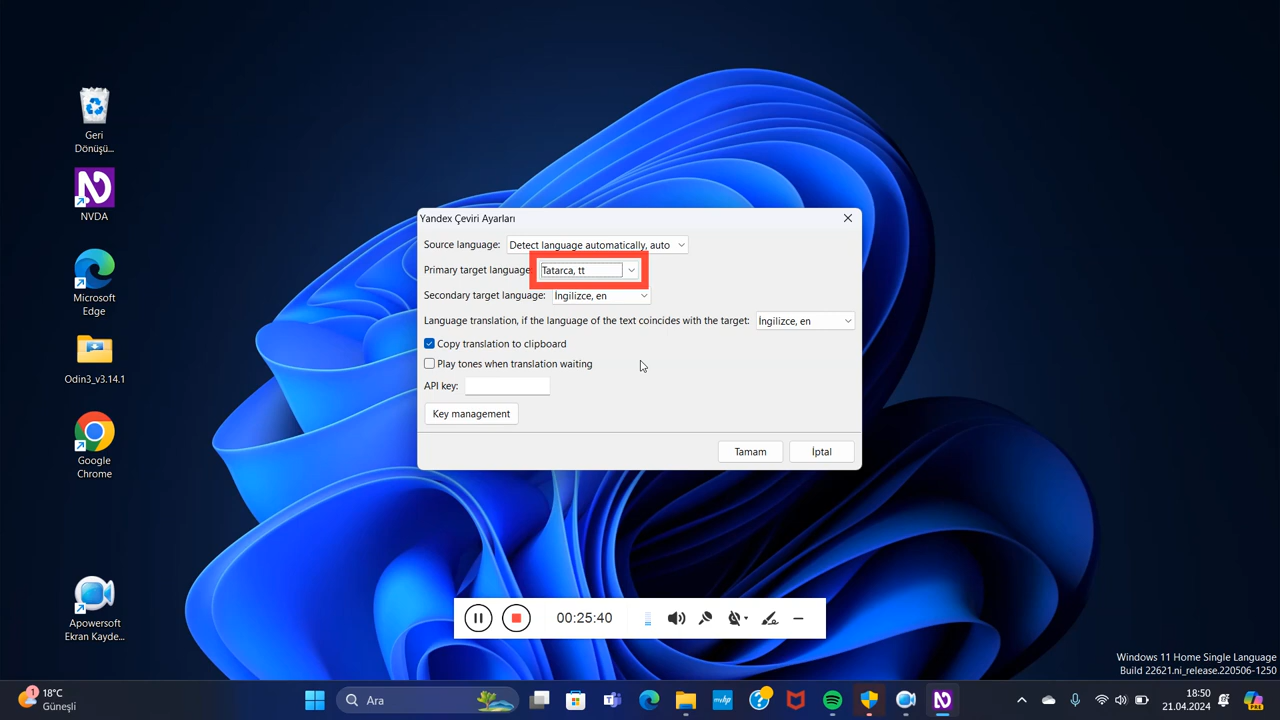 Geri
Dönüşü...
NVDA
Microsoft
Edge
Odin3_v3.14.1
Google
Chrome
Apowersoft
Ekran Kayde...
Yandex Çeviri Ayarları
Source language: Detect language automatically, auto
Primary target language Tatarca, tt
Secondary target language: İngilizce, en
Language translation, if the language of the text coincides with the target: İngilizce, en
Copy translation to clipboard
Play tones when translation waiting
API key:
Key management
Tamam İptal
00:25:40
Windows 11 Home Single Language
Build 22621.ni_release.220506-1250
1 18°C
Güneşli
Ara
myhp
?
18:50
21.04.2024
PRE